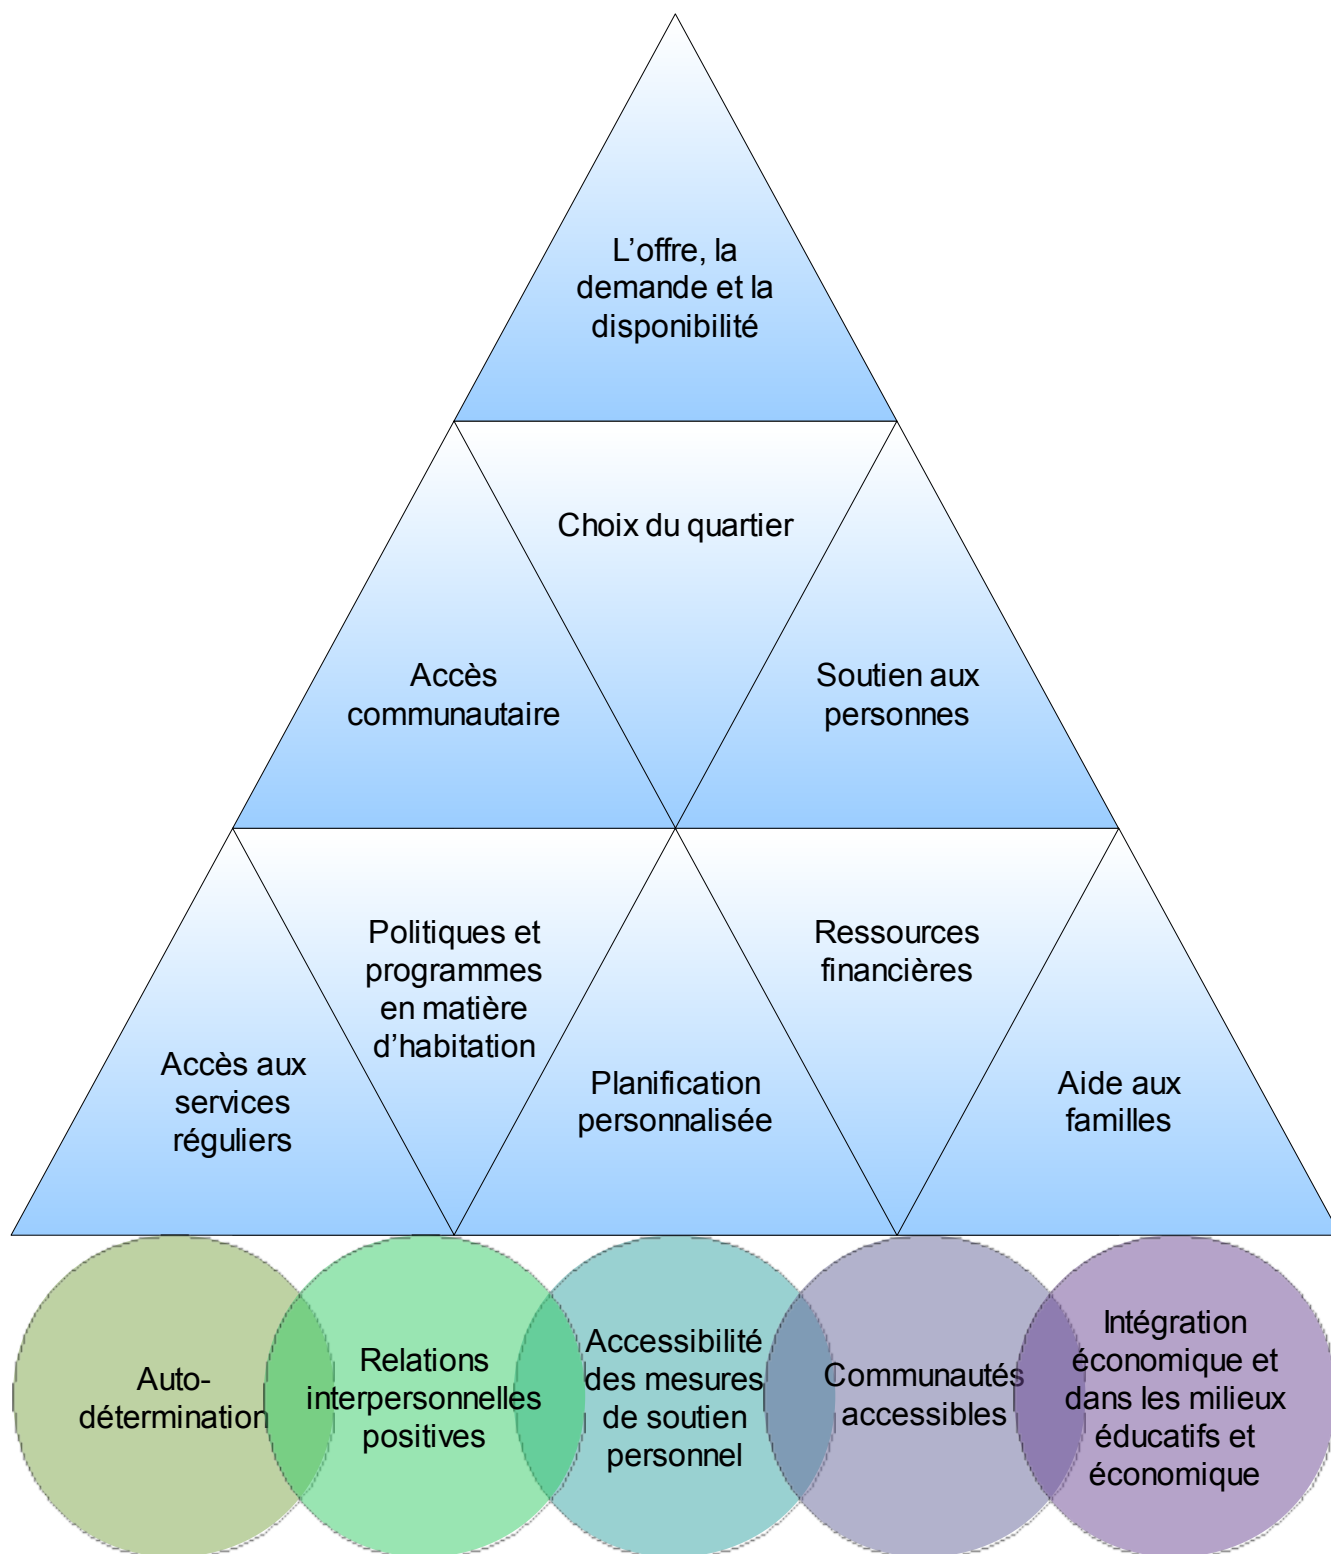 L’offre, la
demande et la
disponibilité
Choix du quartier
Accès
communautaire
Soutien aux
personnes
Politiques et
programmes
en matière
d’habitation
Ressources
financières
Accès aux
services
réguliers
Planification
personnalisée
Aide aux
familles
Auto-
détermination
Relations
interpersonnelles
positives
Accessibilité
des mesures
de soutien
personnel
Communautés
accessibles
Intégration
économique et
dans les milieux
éducatifs et
économique